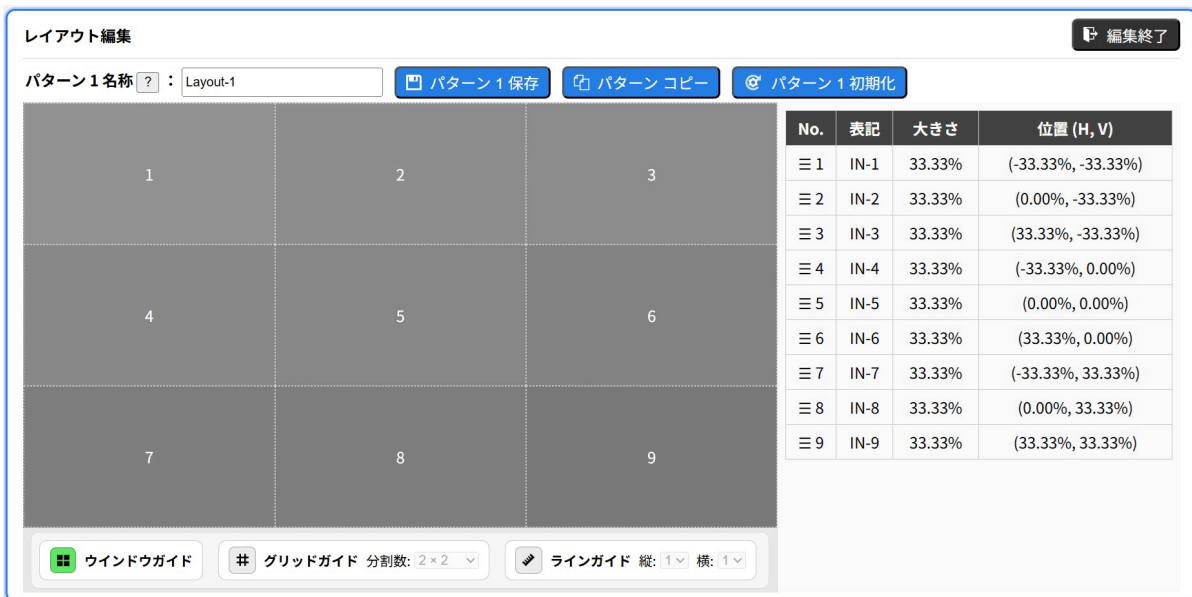 レイアウト編集
編集終了
パターン 1 名称 ? : Layout-1
パターン 1 保存
パターン コピー
パターン 1 初期化
1 2 3
4 5 6
7 8 9
No. 表記 大きさ 位置 (H, V)
☰ 1 IN-1 33.33% (-33.33%, -33.33%)
☰ 2 IN-2 33.33% (0.00%, -33.33%)
☰ 3 IN-3 33.33% (33.33%, -33.33%)
☰ 4 IN-4 33.33% (-33.33%, 0.00%)
☰ 5 IN-5 33.33% (0.00%, 0.00%)
☰ 6 IN-6 33.33% (33.33%, 0.00%)
☰ 7 IN-7 33.33% (-33.33%, 33.33%)
☰ 8 IN-8 33.33% (0.00%, 33.33%)
☰ 9 IN-9 33.33% (33.33%, 33.33%)
ウインドウガイド
グリッドガイド 分割数: 2 × 2
ラインガイド 縦: 1 横: 1